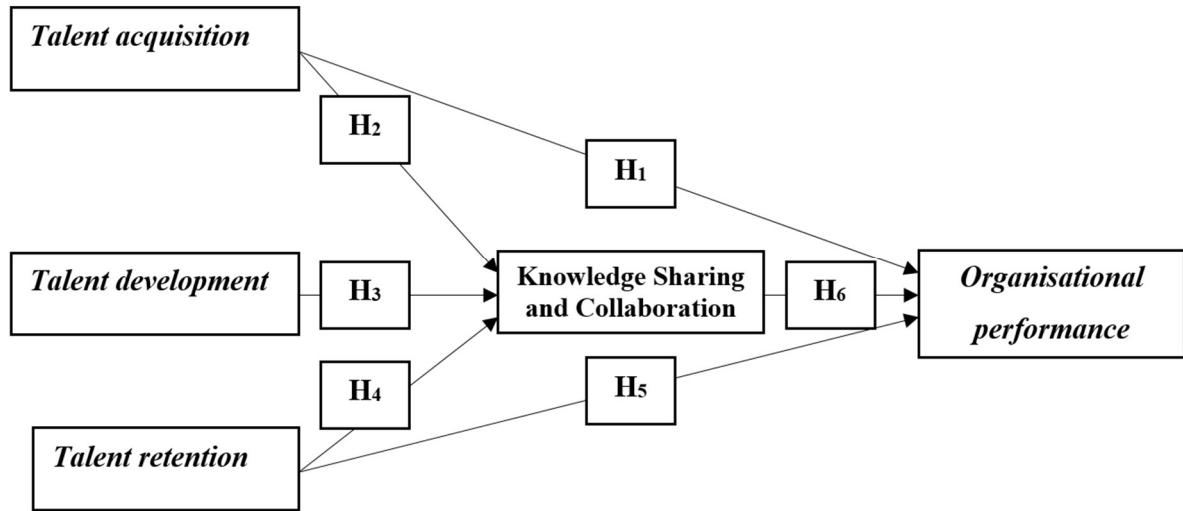 Talent acquisition
H2
H1
Talent development
H3
Knowledge Sharing
and Collaboration
H6
Organisational
performance
H4
H5
Talent retention